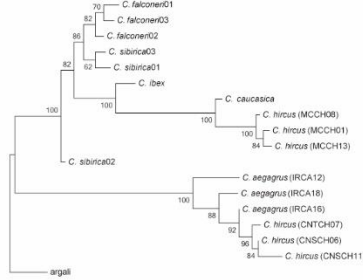 70
C. falconeri01
82
C. falconeri03
86
C. falconeri02
82
C. sibirica03
62
C. sibirica01
C. ibex
100
C. caucasica
100
C. hircus (MCCH08)
100
C. hircus (MCCH01)
84
C. hircus (MCCH13)
100
C. sibirica02
C. aegagrus (IRCA12)
100
C. aegagrus (IRCA18)
88
C. aegagrus (IRCA16)
92
C. hircus (CNTCH07)
96
C. hircus (CNSCH06)
84
C. hircus (CNSCH11
argali